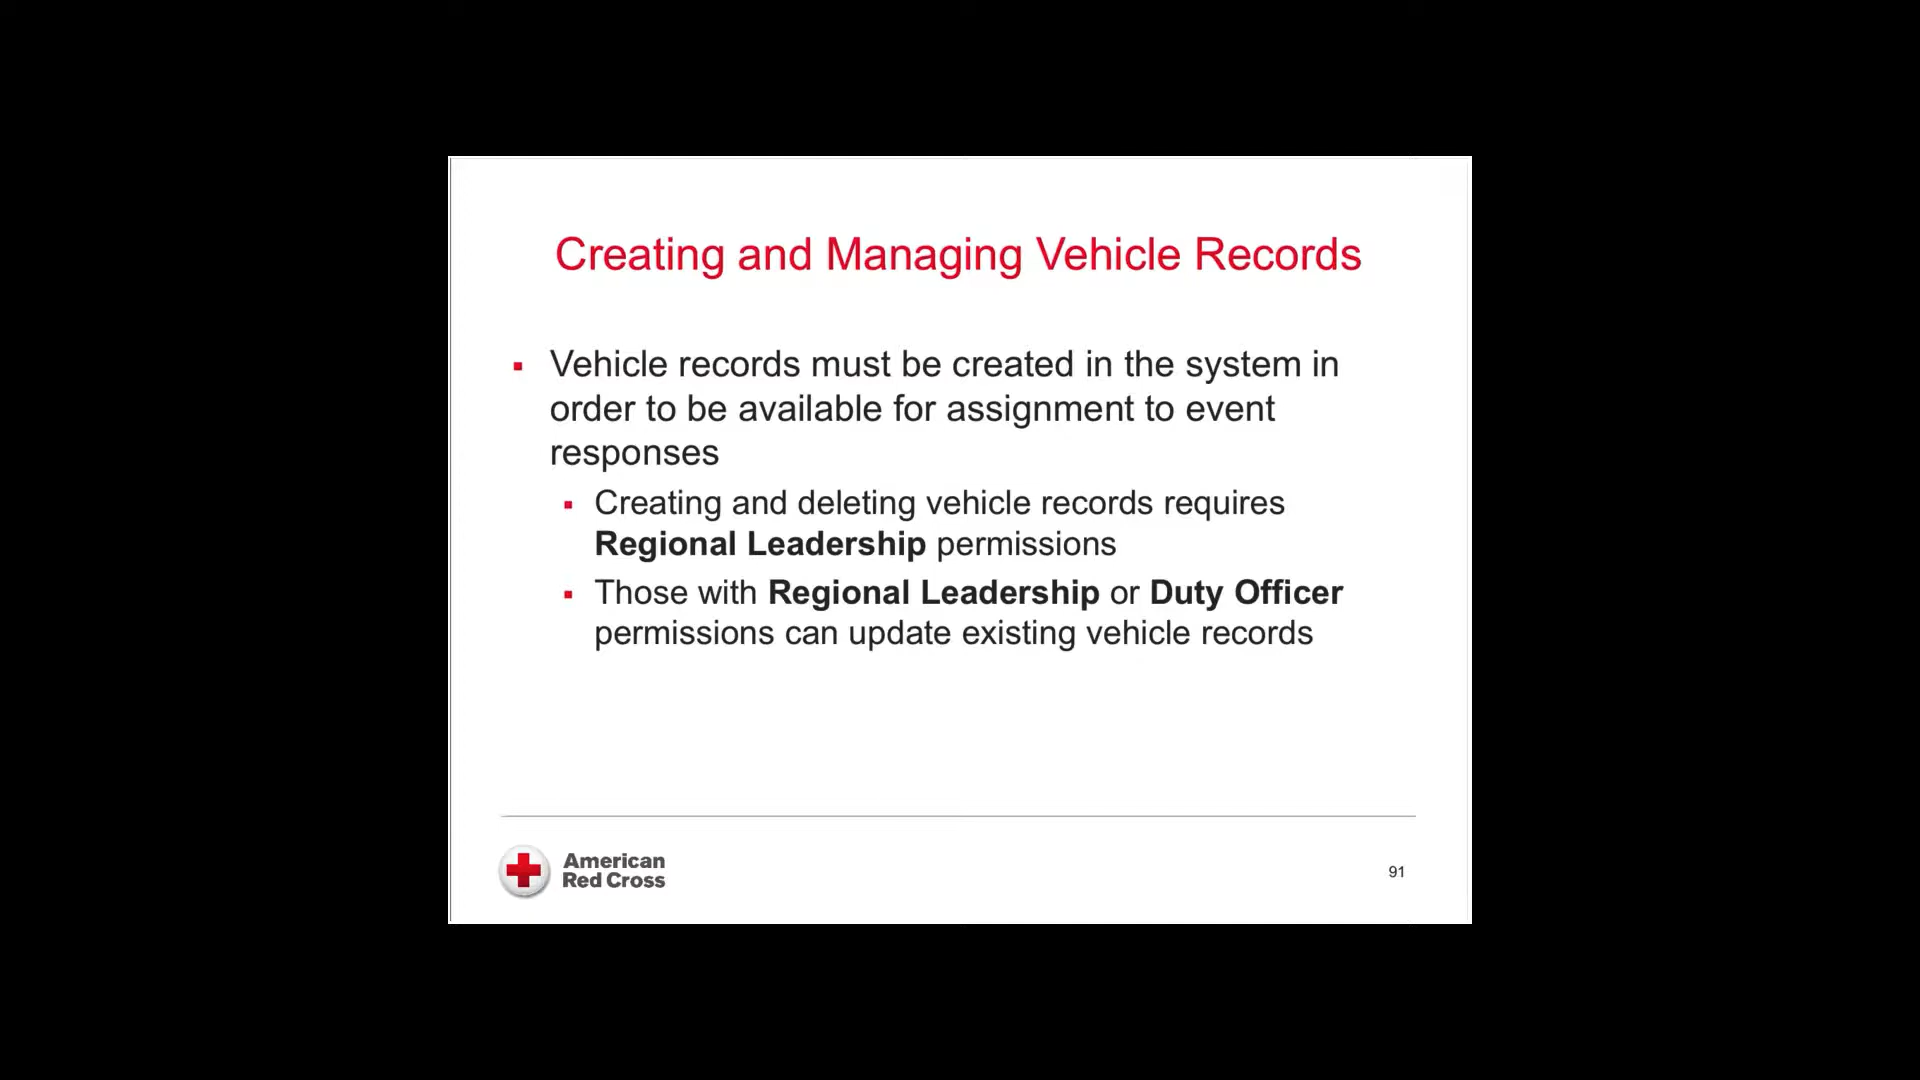 Creating and Managing Vehicle Records
Vehicle records must be created in the system in
order to be available for assignment to event
responses
Creating and deleting vehicle records requires
Regional Leadership permissions
Those with Regional Leadership or Duty Officer
permissions can update existing vehicle records
American
Red Cross
91